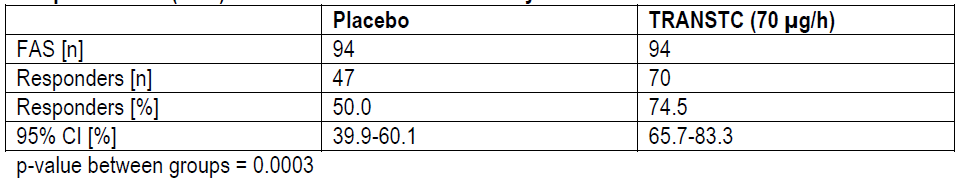 Placebo TRANSTC (70 µg/h)
FAS [n] 94 94
Responders [n] 47 70
Responders [%] 50.0 74.5
95% CI [%] 39.9-60.1 65.7-83.3
p-value between groups = 0.0003